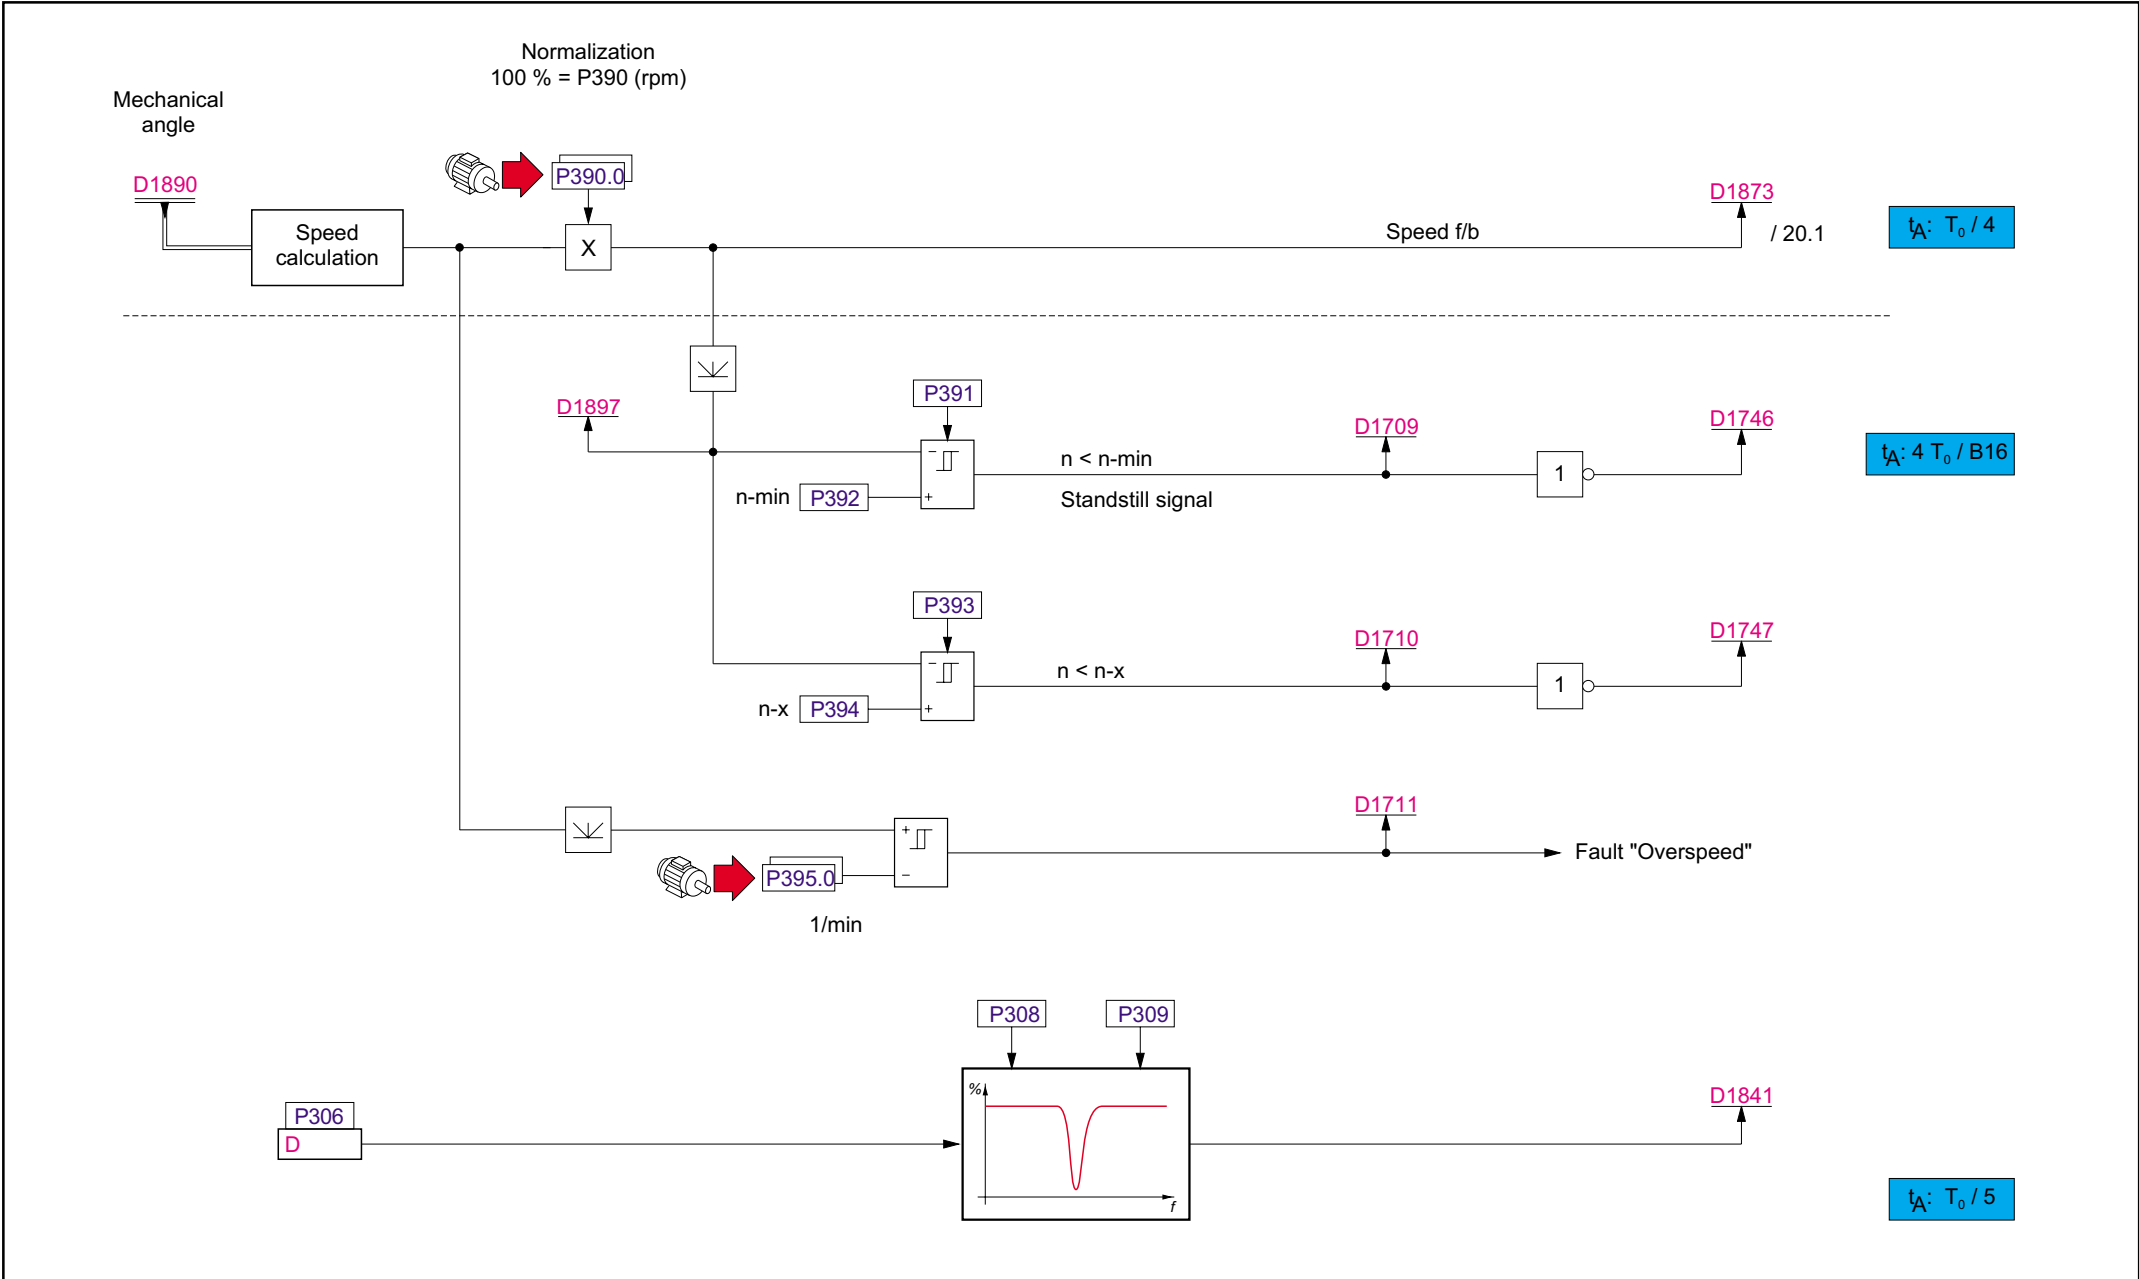 Normalization
100 % = P390 (rpm)
Mechanical
angle
D1890
P390.0
D1873
Speed
calculation
X
Speed f/b
/ 20.1
tA: T0 / 4
P391
D1897
D1709
D1746
-
n < n-min
1
tA: 4 T0 / B16
n-min
P392
+
Standstill signal
P393
D1710
D1747
-
n < n-x
1
n-x
P394
+
D1711
+
Fault "Overspeed"
P395.0
-
1/min
P308
P309
%
D1841
P306
D
f
tA: T0 / 5